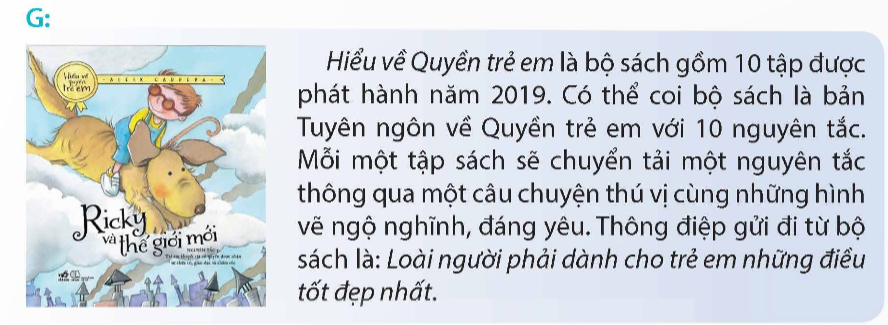 G:
Hiểu về
quyền
trẻ em
ALEIX CABRERA
Ricky
và thế giới mới
Hiểu về Quyền trẻ em là bộ sách gồm 10 tập được
phát hành năm 2019. Có thể coi bộ sách là bản
Tuyên ngôn về Quyền trẻ em với 10 nguyên tắc.
Mỗi một tập sách sẽ chuyển tải một nguyên tắc
thông qua một câu chuyện thú vị cùng những hình
vẽ ngộ nghĩnh, đáng yêu. Thông điệp gửi đi từ bộ
sách là: Loài người phải dành cho trẻ em những điều
tốt đẹp nhất.